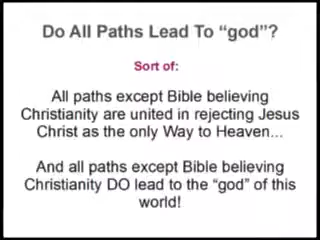 Do All Paths Lead To “god”?
Sort of:
All paths except Bible believing
Christianity are united in rejecting Jesus
Christ as the only Way to Heaven...
And all paths except Bible believing
Christianity DO lead to the “god” of this
world!